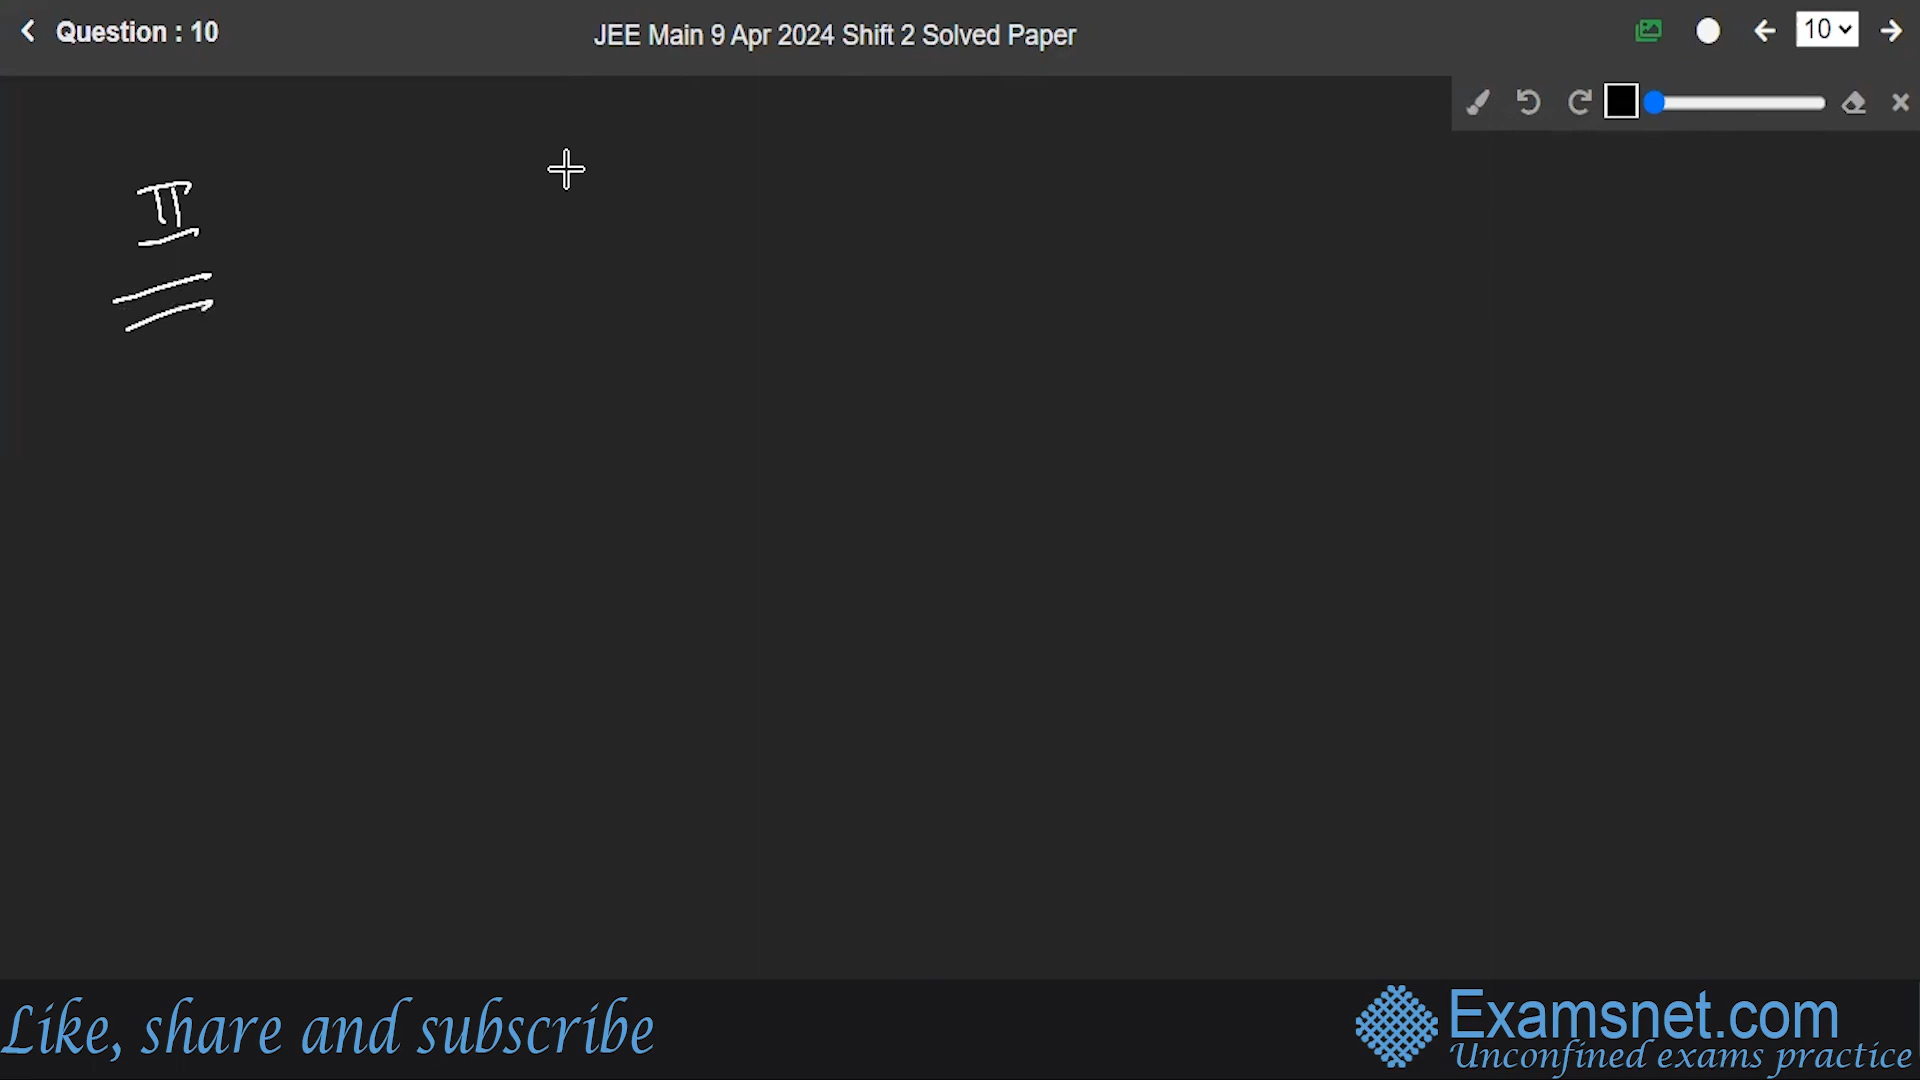 Question : 10
JEE Main 9 Apr 2024 Shift 2 Solved Paper
10
II
Like, share and subscribe
Examsnet.com
Unconfined exams practice